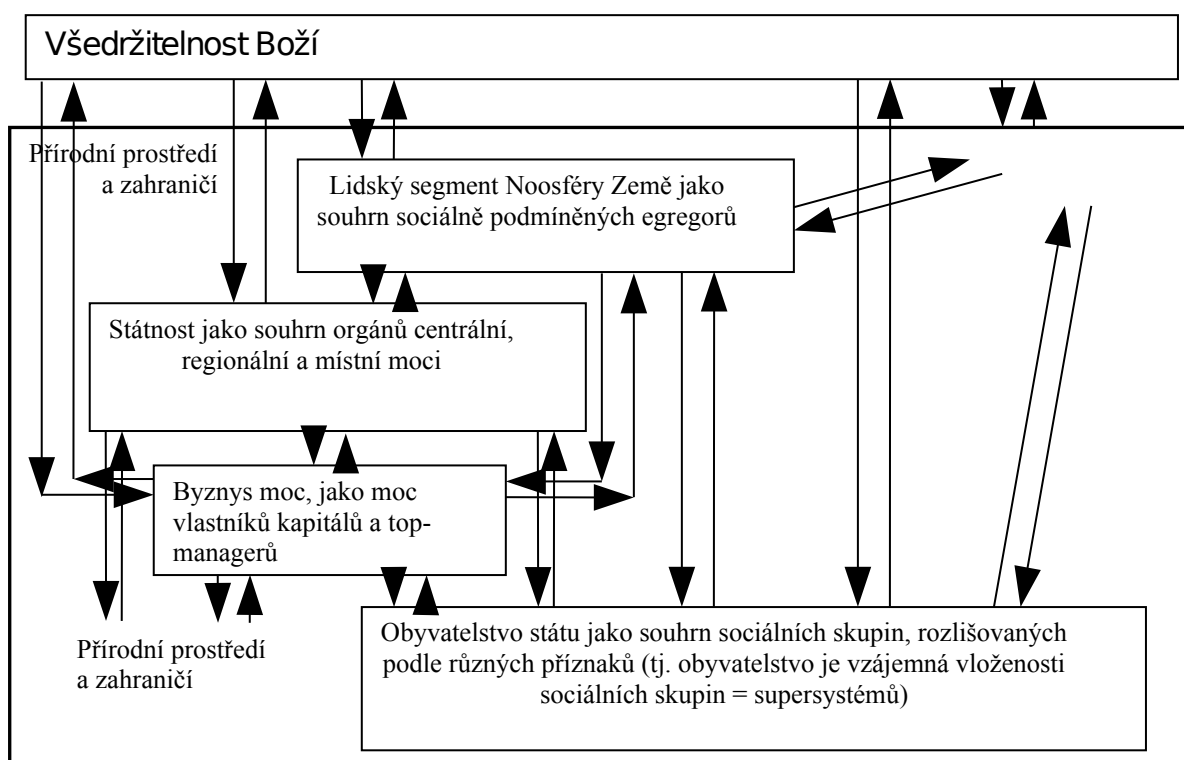 Všedržitelnost Boží
Přírodní prostředí
a zahraničí
Lidský segment Noosféry Země jako
souhrn sociálně podmíněných egregorů
Státnost jako souhrn orgánů centrální,
regionální a místní moci
Byznys moc, jako moc
vlastníků kapitálů a top-
managerů
Přírodní prostředí
a zahraničí
Obyvatelstvo státu jako souhrn sociálních skupin, rozlišovaných
podle různých příznaků (tj. obyvatelstvo je vzájemná vloženosti
sociálních skupin = supersystémů)